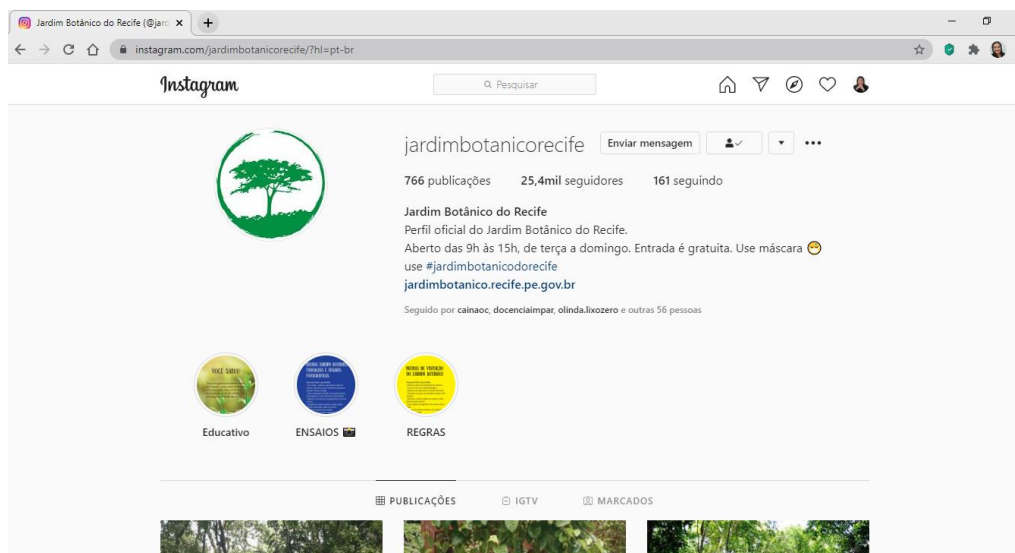 Jardim Botânico do Recife (@jard
instagram.com/jardimbotanicorecife/?hl=pt-br
Instagram
Pesquisar
jardimbotanicorecife Enviar mensagem
766 publicações 25,4mil seguidores 161 seguindo
Jardim Botânico do Recife
Perfil oficial do Jardim Botânico do Recife.
Aberto das 9h às 15h, de terça a domingo. Entrada é gratuita. Use máscara 😷
use #jardimbotanicodorecife
jardimbotanico.recife.pe.gov.br
Seguido por cainaoc, docenciaimpar, olinda.lixozero e outras 56 pessoas
VOCÊ SABIA?
Educativo ENSAIOS 📸 REGRAS
PUBLICAÇÕES IGTV MARCADOS